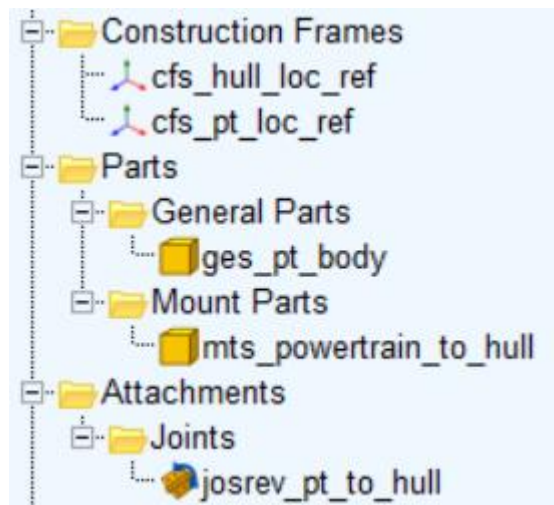 Construction Frames
cfs_hull_loc_ref
cfs_pt_loc_ref
Parts
General Parts
ges_pt_body
Mount Parts
mts_powertrain_to_hull
Attachments
Joints
josrev_pt_to_hull